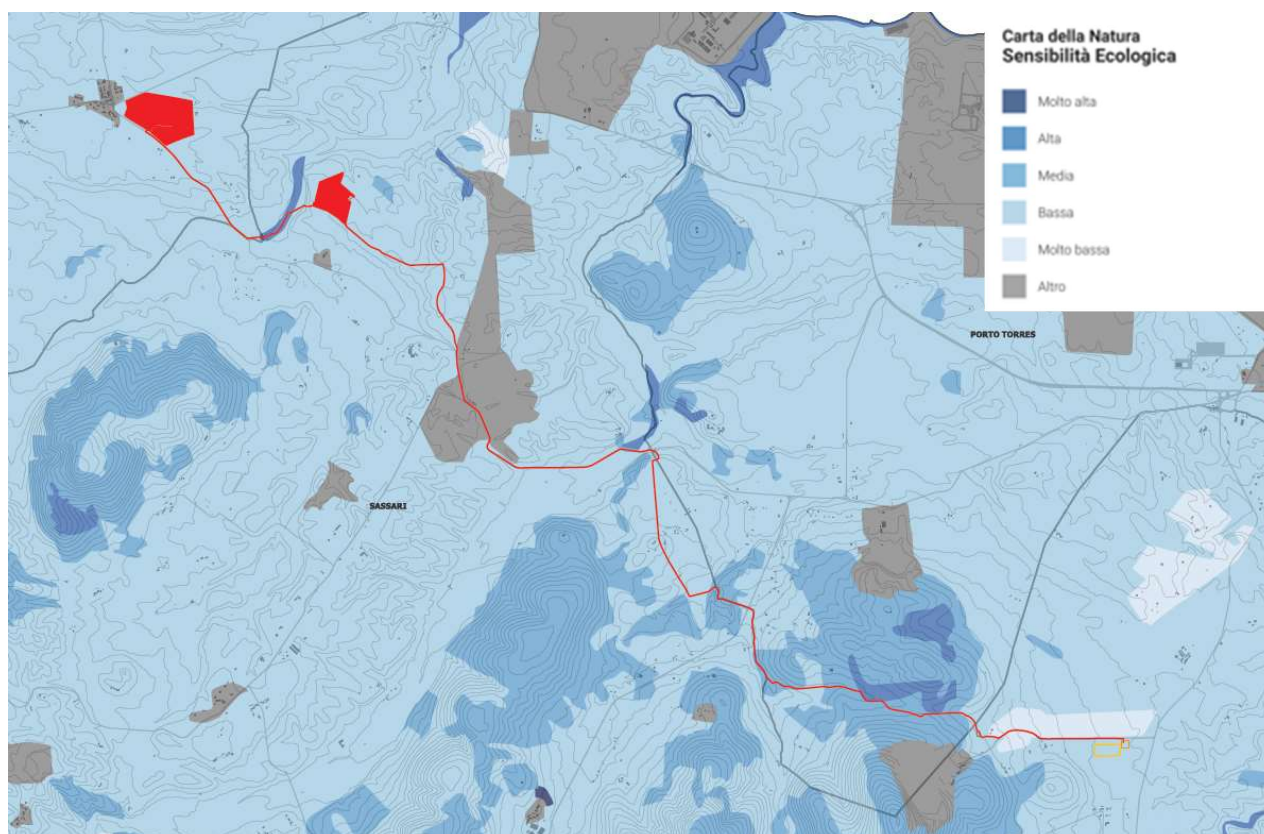 Carta della Natura
Sensibilità Ecologica
Molto alta
Alta
Media
Bassa
Molto bassa
Altro
PORTO TORRES
SASSARI